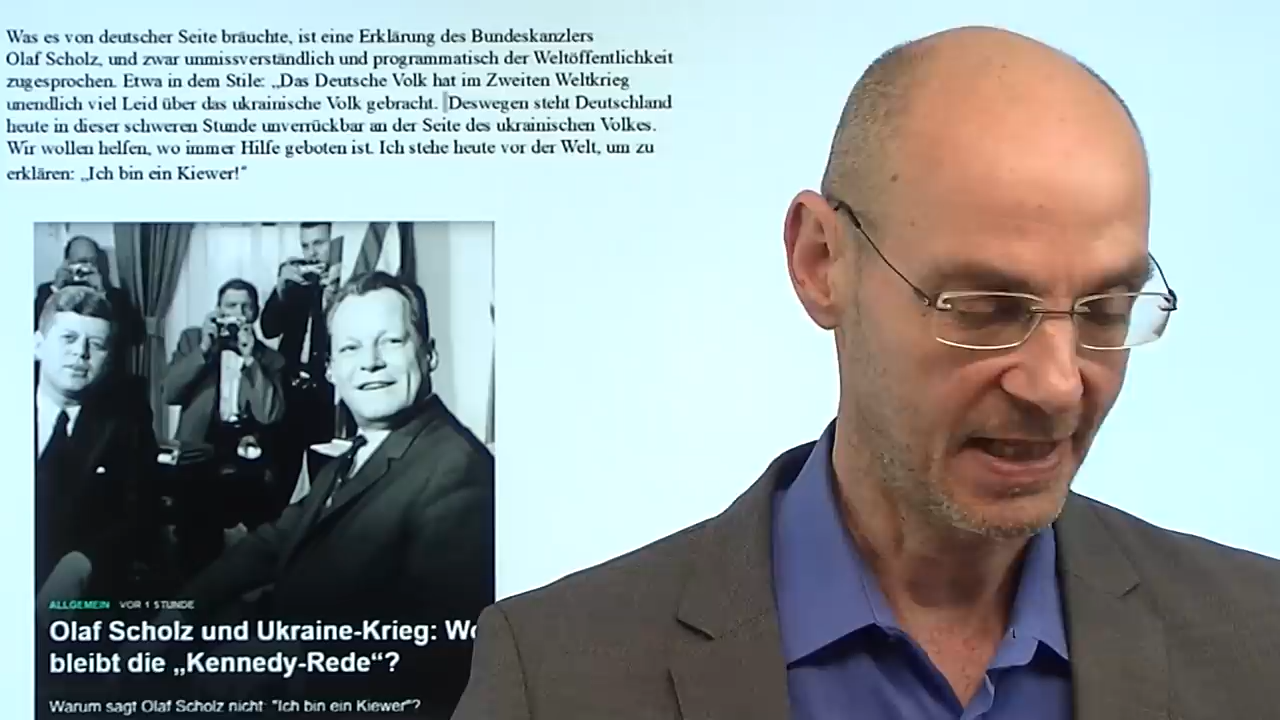 Was es von deutscher Seite bräuchte, ist eine Erklärung des Bundeskanzlers
Olaf Scholz, und zwar unmissverständlich und programmatisch der Weltöffentlichkeit
zugesprochen. Etwa in dem Stile: „Das Deutsche Volk hat im Zweiten Weltkrieg
unendlich viel Leid über das ukrainische Volk gebracht. Deswegen steht Deutschland
heute in dieser schweren Stunde unverrückbar an der Seite des ukrainischen Volkes.
Wir wollen helfen, wo immer Hilfe geboten ist. Ich stehe heute vor der Welt, um zu
erklären: „Ich bin ein Kiewer!“
ALLGEMEIN VOR 1 STUNDE
Olaf Scholz und Ukraine-Krieg:
bleibt die „Kennedy-Rede“?
Warum sagt Olaf Scholz nicht: "Ich bin ein Kiewer"?